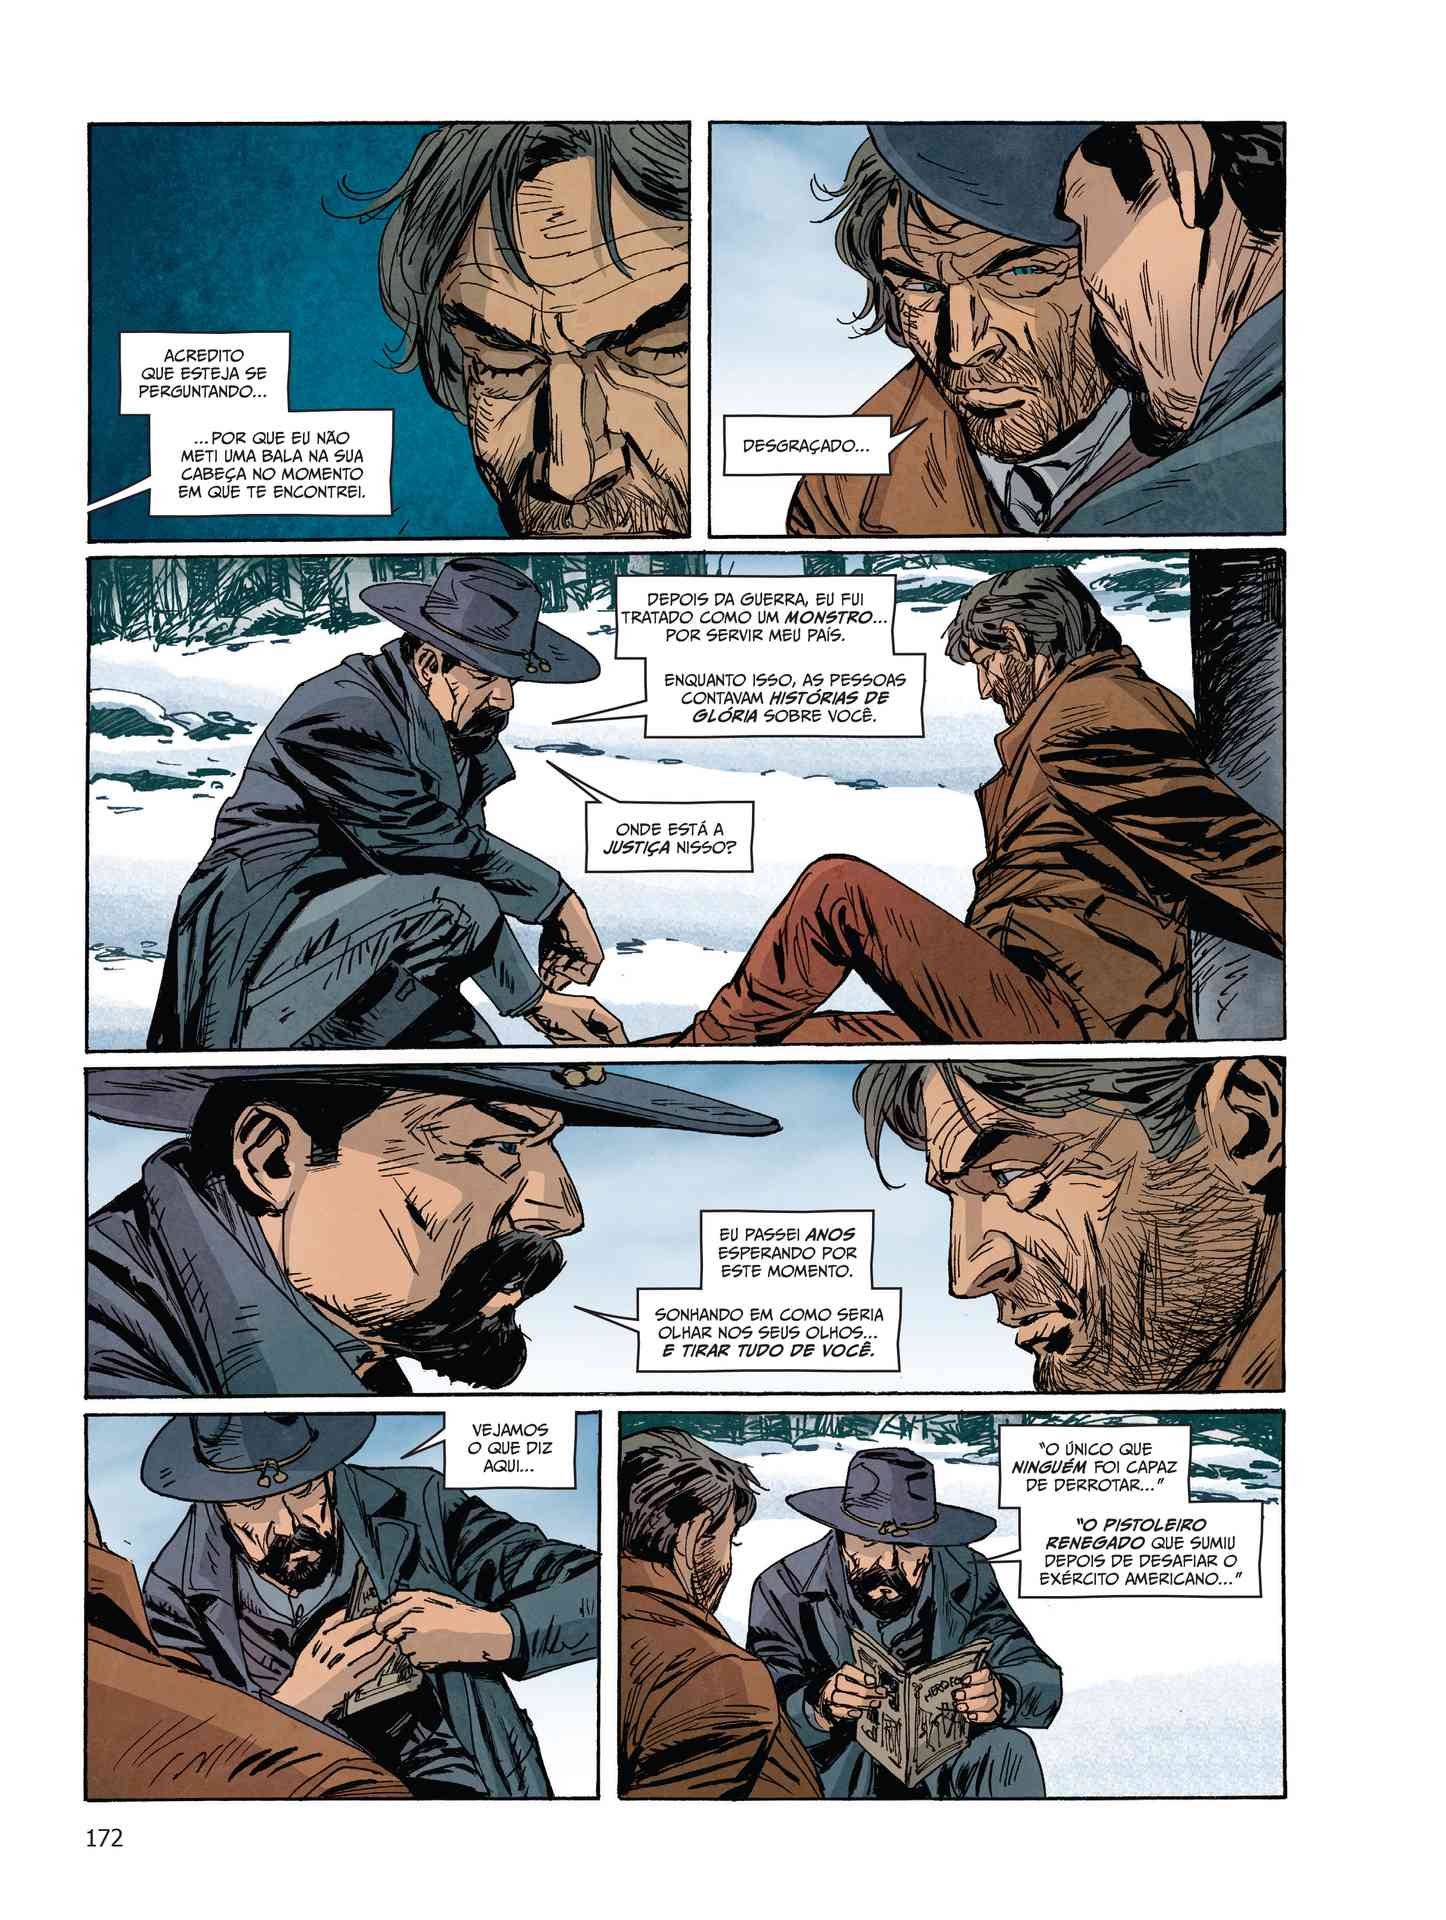 ACREDITO
QUE ESTEJA SE
PERGUNTANDO...
...POR QUE EU NÃO
METI UMA BALA NA SUA
CABEÇA NO MOMENTO
EM QUE TE ENCONTREI.
DESGRAÇADO...
DEPOIS DA GUERRA, EU FUI
TRATADO COMO UM MONSTRO...
POR SERVIR MEU PAÍS.
ENQUANTO ISSO, AS PESSOAS
CONTAVAM HISTÓRIAS DE
GLÓRIA SOBRE VOCÊ.
ONDE ESTÁ A
JUSTIÇA NISSO?
EU PASSEI ANOS
ESPERANDO POR
ESTE MOMENTO.
SONHANDO EM COMO SERIA
OLHAR NOS SEUS OLHOS...
E TIRAR TUDO DE VOCÊ.
VEJAMOS
O QUE DIZ
AQUI...
"O ÚNICO QUE
NINGUÉM FOI CAPAZ
DE DERROTAR..."
"O PISTOLEIRO
RENEGADO QUE SUMIU
DEPOIS DE DESAFIAR O
EXÉRCITO AMERICANO..."
172